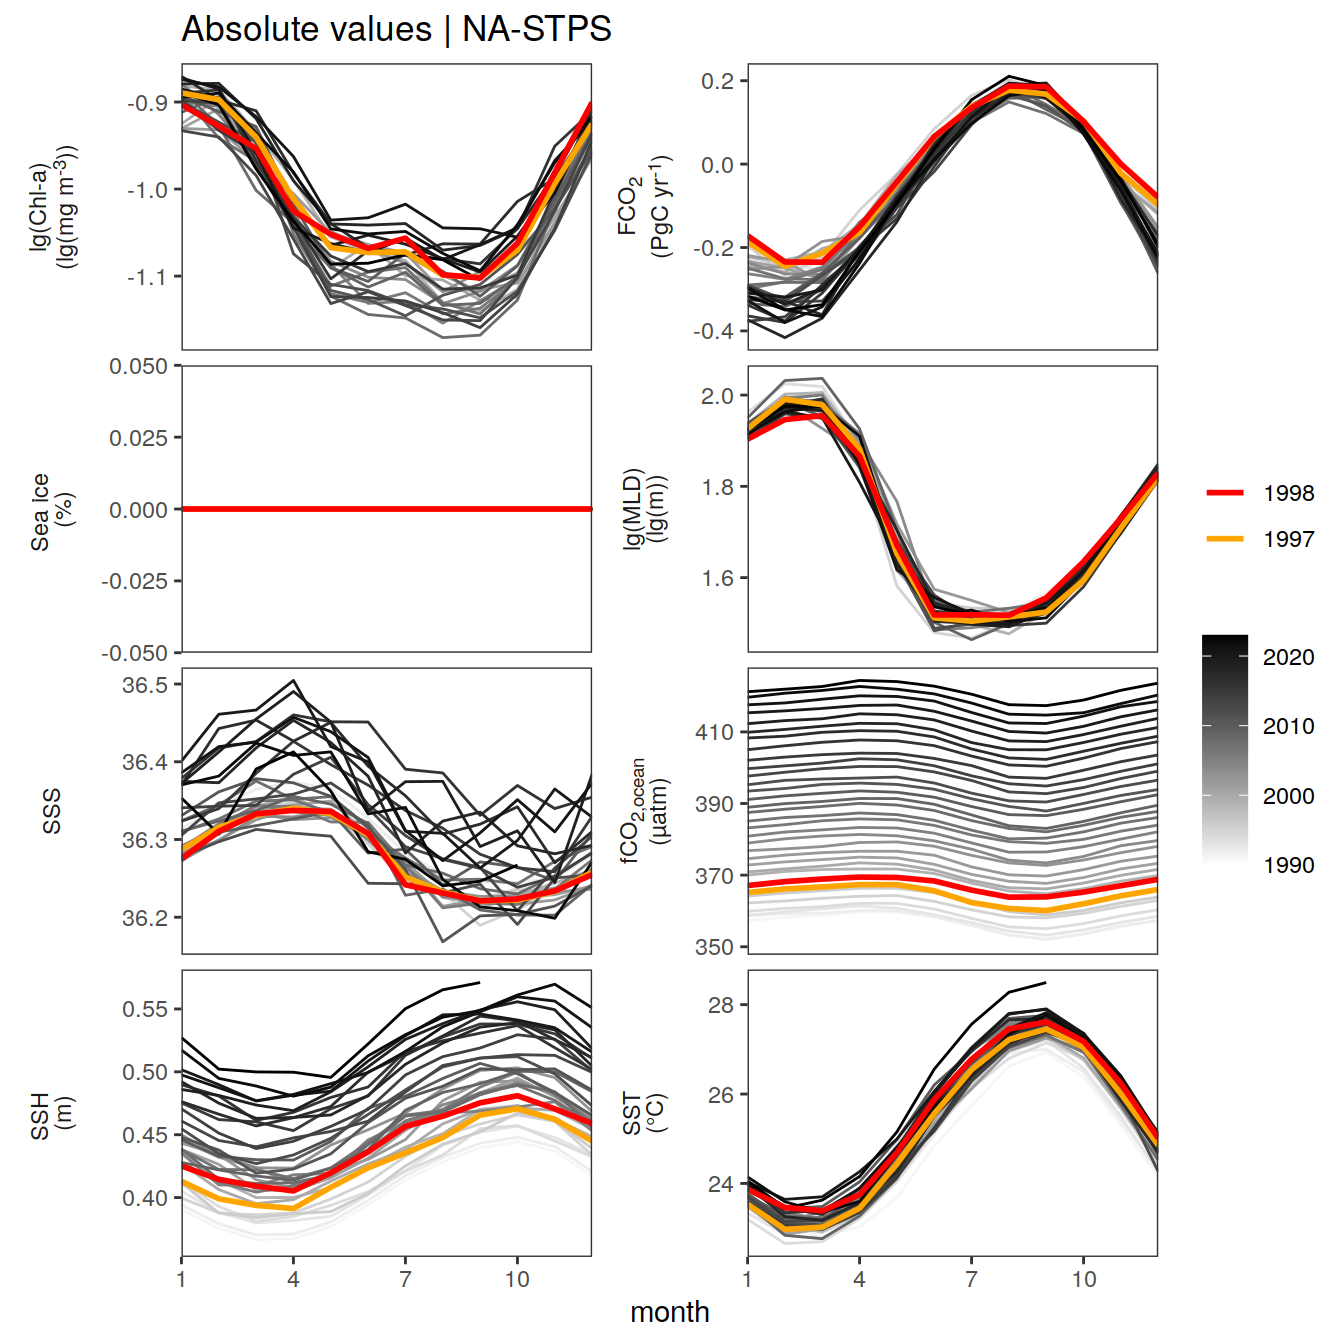 Absolute values | NA-STPS
lg(Chl-a)
(lg(mg m-3))
-0.9
-1.0
-1.1
FCO2
(PgC yr-1)
0.2
0.0
-0.2
-0.4
Sea ice
(%)
0.050
0.025
0.000
-0.025
-0.050
lg(MLD)
(lg(m))
2.0
1.8
1.6
SSS
36.5
36.4
36.3
36.2
fCO2,ocean
(µatm)
410
390
370
350
SSH
(m)
0.55
0.50
0.45
0.40
SST
(°C)
28
26
24
1 4 7 10
1 4 7 10
month
1998
1997
2020
2010
2000
1990